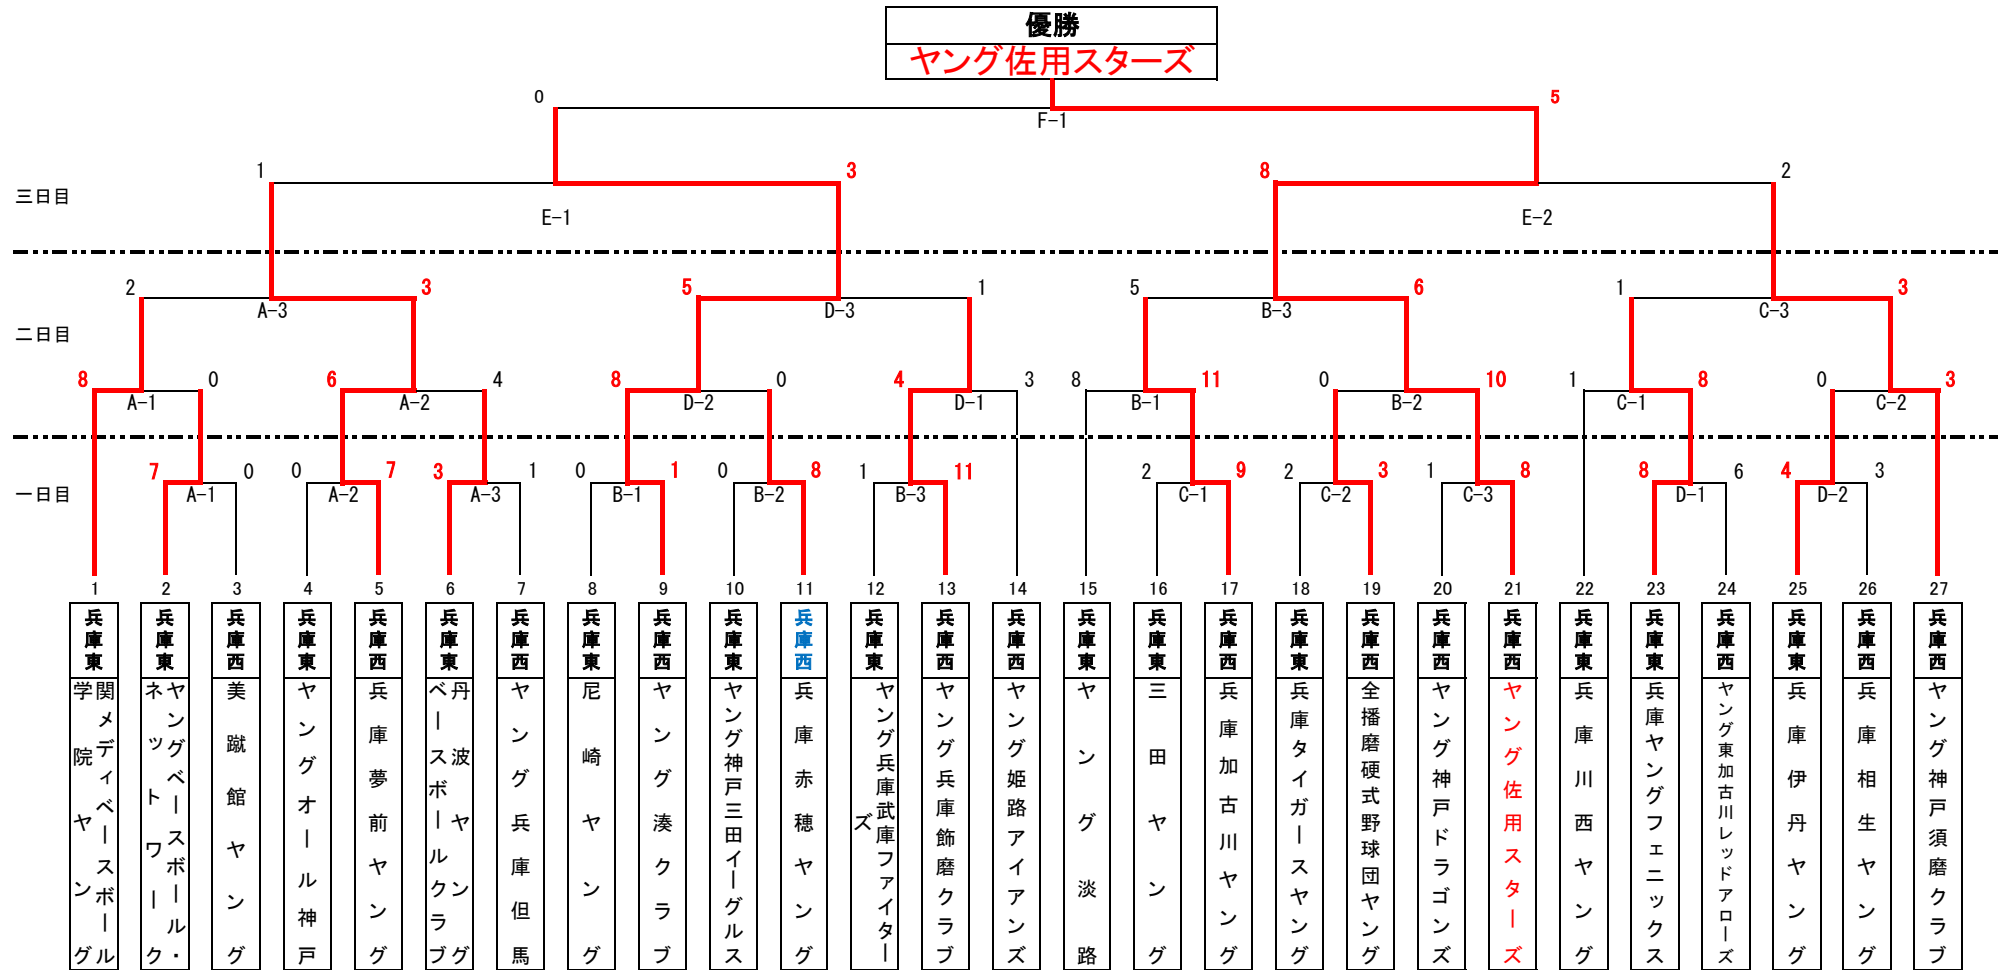 優勝
ヤング佐用スターズ
0
5
F-1
1
3
8
2
三日目
E-1
E-2
2
3
5
1
5
6
1
3
A-3
D-3
B-3
C-3
二日目
8
0
6
4
8
0
4
3
8
11
0
10
1
8
0
3
A-1
A-2
D-2
D-1
B-1
B-2
C-1
C-2
一日目
7
0
0
7
3
1
0
1
0
8
1
11
2
9
2
3
1
8
8
6
4
3
A-1
A-2
A-3
B-1
B-2
B-3
C-1
C-2
C-3
D-1
D-2
1
2
3
4
5
6
7
8
9
10
11
12
13
14
15
16
17
18
19
20
21
22
23
24
25
26
27
兵庫東
関メディベースボール
学院ヤング
兵庫東
ヤングベースボール・
ネットワーク
兵庫西
美蹴館ヤング
兵庫東
ヤングオール神戸
兵庫西
兵庫夢前ヤング
兵庫東
丹波ヤング
ベースボールクラブ
兵庫西
ヤング兵庫但馬
兵庫東
尼崎ヤング
兵庫西
ヤング湊クラブ
兵庫東
ヤング神戸三田イーグルス
兵庫西
兵庫赤穂ヤング
兵庫東
ヤング兵庫武庫ファイター
ズ
兵庫西
ヤング兵庫飾磨クラブ
兵庫西
ヤング姫路アイアンズ
兵庫東
ヤング淡路
兵庫東
三田ヤング
兵庫西
兵庫加古川ヤング
兵庫東
兵庫タイガースヤング
兵庫西
全播磨硬式野球団ヤング
兵庫西
ヤング神戸ドラゴンズ
兵庫西
ヤング佐用スターズ
兵庫東
兵庫川西ヤング
兵庫東
兵庫ヤングフェニックス
兵庫西
ヤング東加古川レッドアローズ
兵庫東
兵庫伊丹ヤング
兵庫西
兵庫相生ヤング
兵庫西
ヤング神戸須磨クラブ